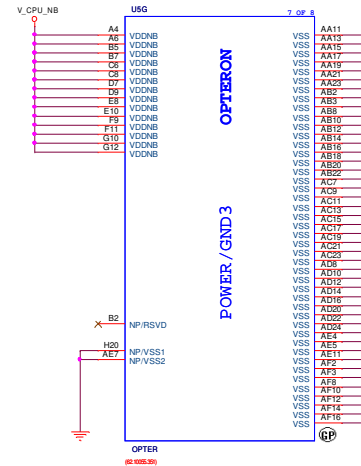 V_CPU_NB
U5G
7 OF 8
A4 VDDNB
A6 VDDNB
B5 VDDNB
B7 VDDNB
C6 VDDNB
C8 VDDNB
D7 VDDNB
D9 VDDNB
E8 VDDNB
E10 VDDNB
F9 VDDNB
F11 VDDNB
G10 VDDNB
G12 VDDNB
B2 NP/RSVD
H20 NP/VSS1
AE7 NP/VSS2
OPTERON
POWER/GND3
VSS AA11
VSS AA13
VSS AA15
VSS AA17
VSS AA19
VSS AA21
VSS AA23
VSS AB2
VSS AB3
VSS AB8
VSS AB10
VSS AB12
VSS AB14
VSS AB16
VSS AB18
VSS AB20
VSS AB22
VSS AC7
VSS AC9
VSS AC11
VSS AC13
VSS AC15
VSS AC17
VSS AC19
VSS AC21
VSS AC23
VSS AD8
VSS AD10
VSS AD12
VSS AD14
VSS AD16
VSS AD20
VSS AD22
VSS AD24
VSS AE4
VSS AE5
VSS AE11
VSS AF2
VSS AF3
VSS AF8
VSS AF10
VSS AF12
VSS AF14
VSS AF16
GP
OPTER
(62.10055.351)